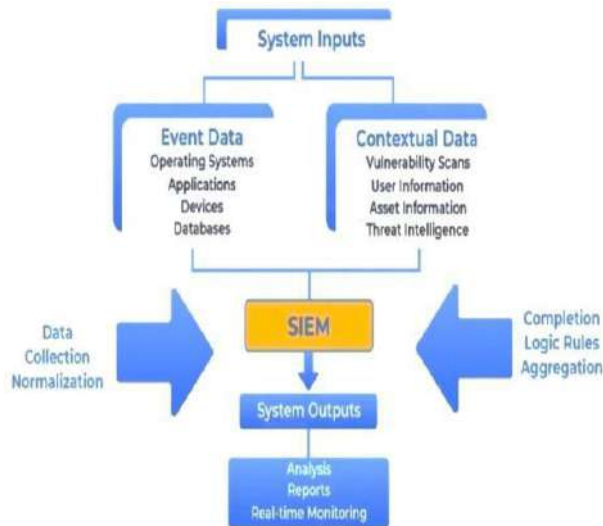 System Inputs
Event Data
Operating Systems
Applications
Devices
Databases
Contextual Data
Vulnerability Scans
User Information
Asset Information
Threat Intelligence
Data
Collection
Normalization
SIEM
Completion
Logic Rules
Aggregation
System Outputs
Analysis
Reports
Real-time Monitoring